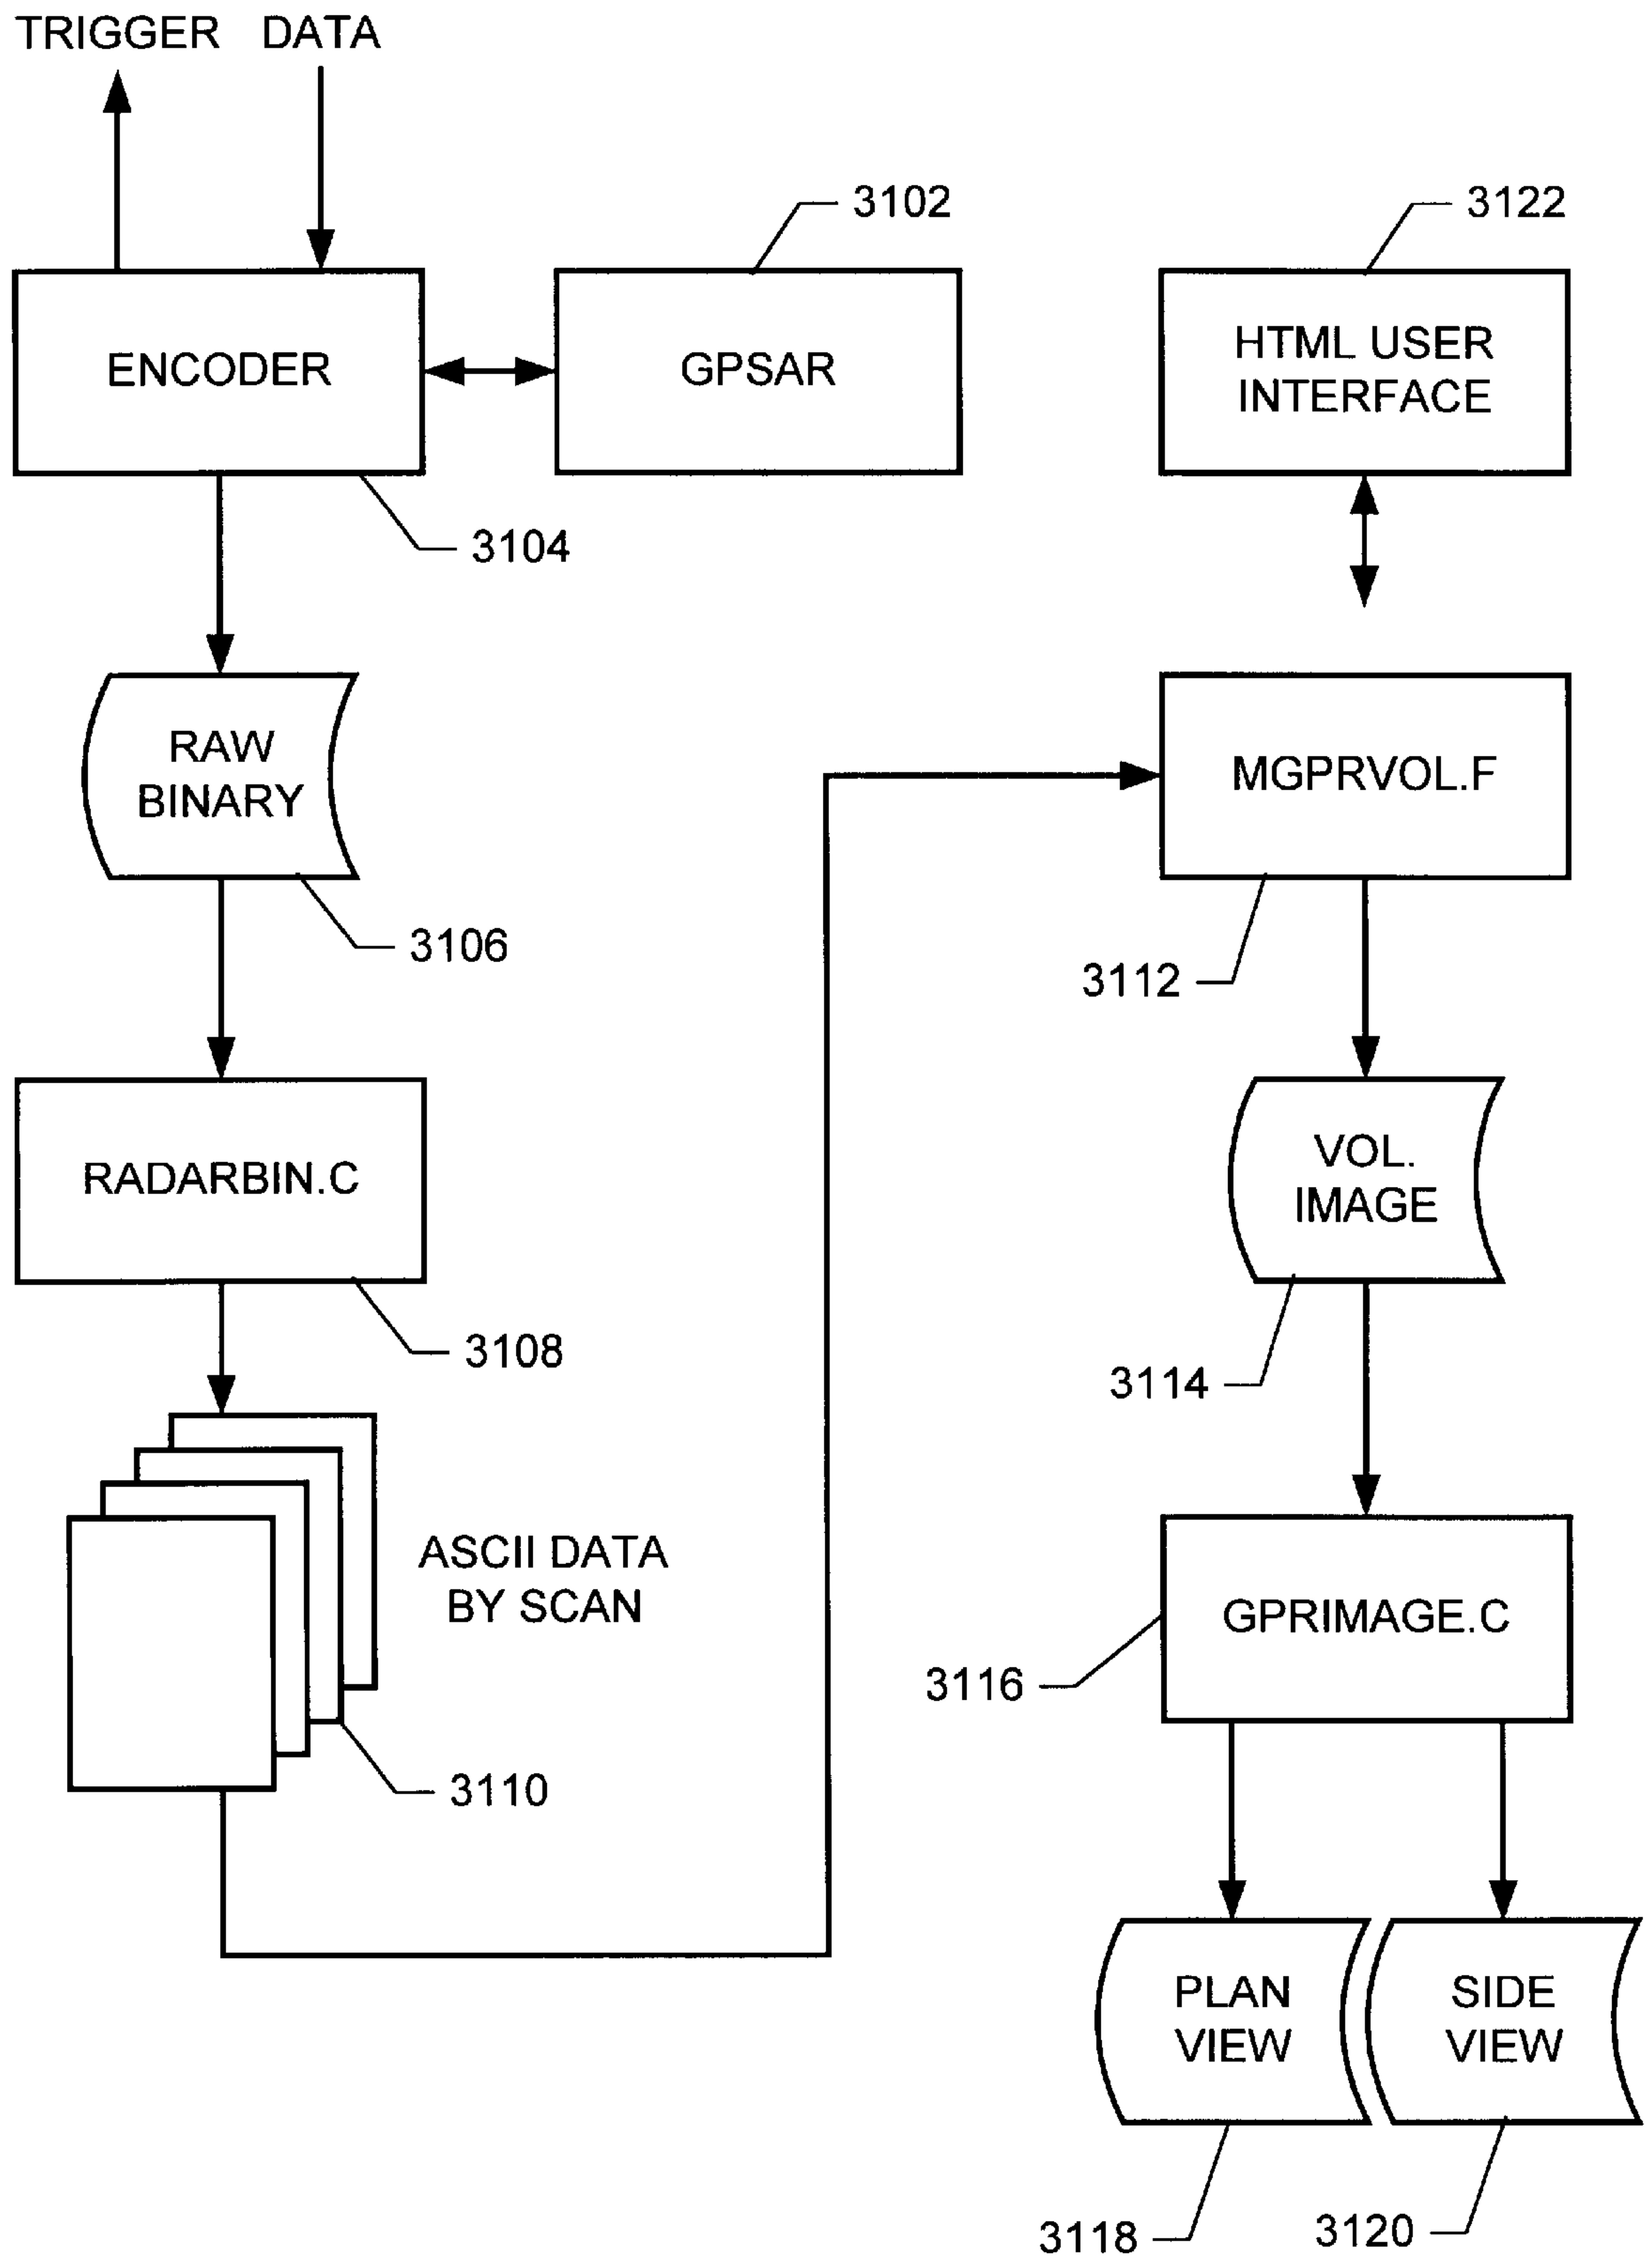 TRIGGER DATA
3102
3122
ENCODER
GPSAR
HTML USER
INTERFACE
3104
RAW
BINARY
MGPRVOL.F
3106
3112
RADARBIN.C
VOL.
IMAGE
3108
3114
ASCII DATA
BY SCAN
GPRIMAGE.C
3116
3110
PLAN
VIEW
SIDE
VIEW
3118
3120